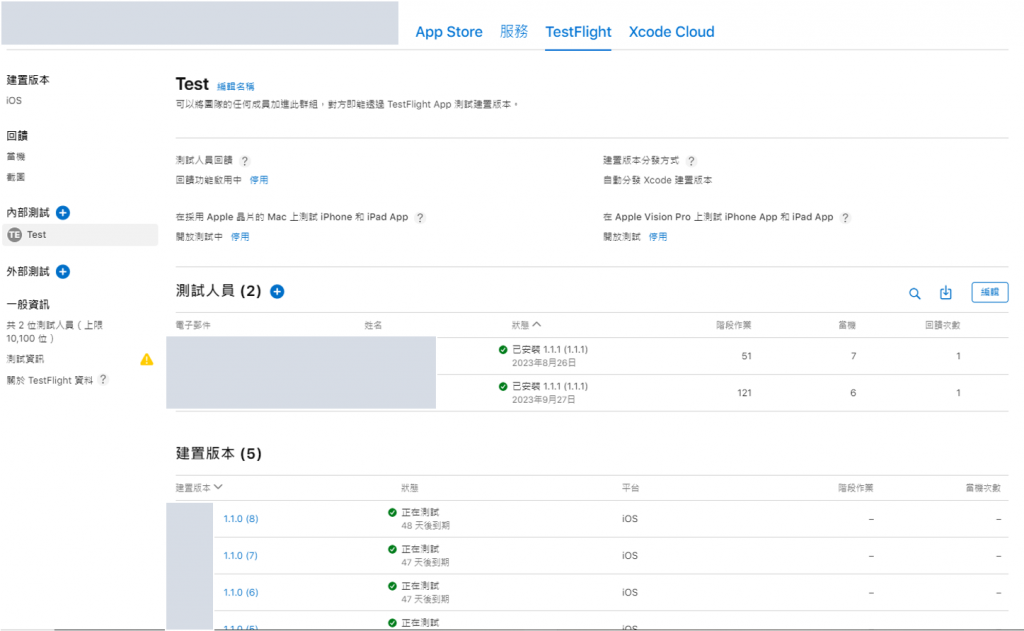 App Store 服務 TestFlight Xcode Cloud
建置版本
iOS
回饋
當機
截圖
內部測試
TE Test
外部測試
一般資訊
共 2 位測試人員（上限
10,100 位）
測試資訊
關於 TestFlight 資料 ?
Test 編輯名稱
可以將團隊的任何成員加進此群組，對方即能透過 TestFlight App 測試建置版本。
測試人員回饋 ?
回饋功能啟用中 停用
建置版本分發方式 ?
自動分發 Xcode 建置版本
在採用 Apple 晶片的 Mac 上測試 iPhone 和 iPad App ?
開放測試中 停用
在 Apple Vision Pro 上測試 iPhone App 和 iPad App ?
開放測試 停用
測試人員 (2)
編輯
電子郵件 姓名 狀態 階段作業 當機 回饋次數
已安裝 1.1.1 (1.1.1) 51 7 1
2023年8月26日
已安裝 1.1.1 (1.1.1) 121 6 1
2023年9月27日
建置版本 (5)
建置版本 狀態 平台 階段作業 當機次數
1.1.0 (8) 正在測試 iOS – –
48 天後到期
1.1.0 (7) 正在測試 iOS – –
47 天後到期
1.1.0 (6) 正在測試 iOS – –
47 天後到期
1.1.0 (5) 正在測試 iOS